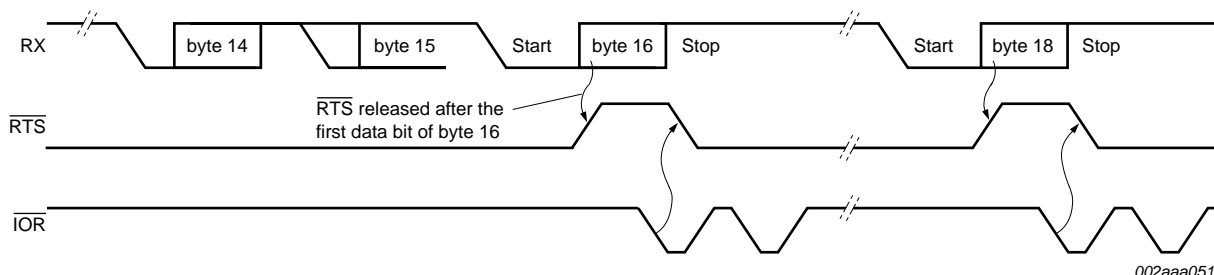 RX
byte 14
byte 15
Start
byte 16
Stop
Start
byte 18
Stop
RTS released after the
first data bit of byte 16
RTS
IOR
002aaa051